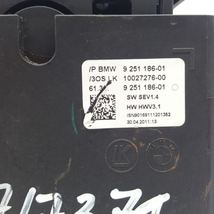 /P BMW 9 251 186-01
/3OS LK 10027276-00
61.3 9 251 186-01
SW SEV1.4
HW HWV3.1
30.04.2011 13